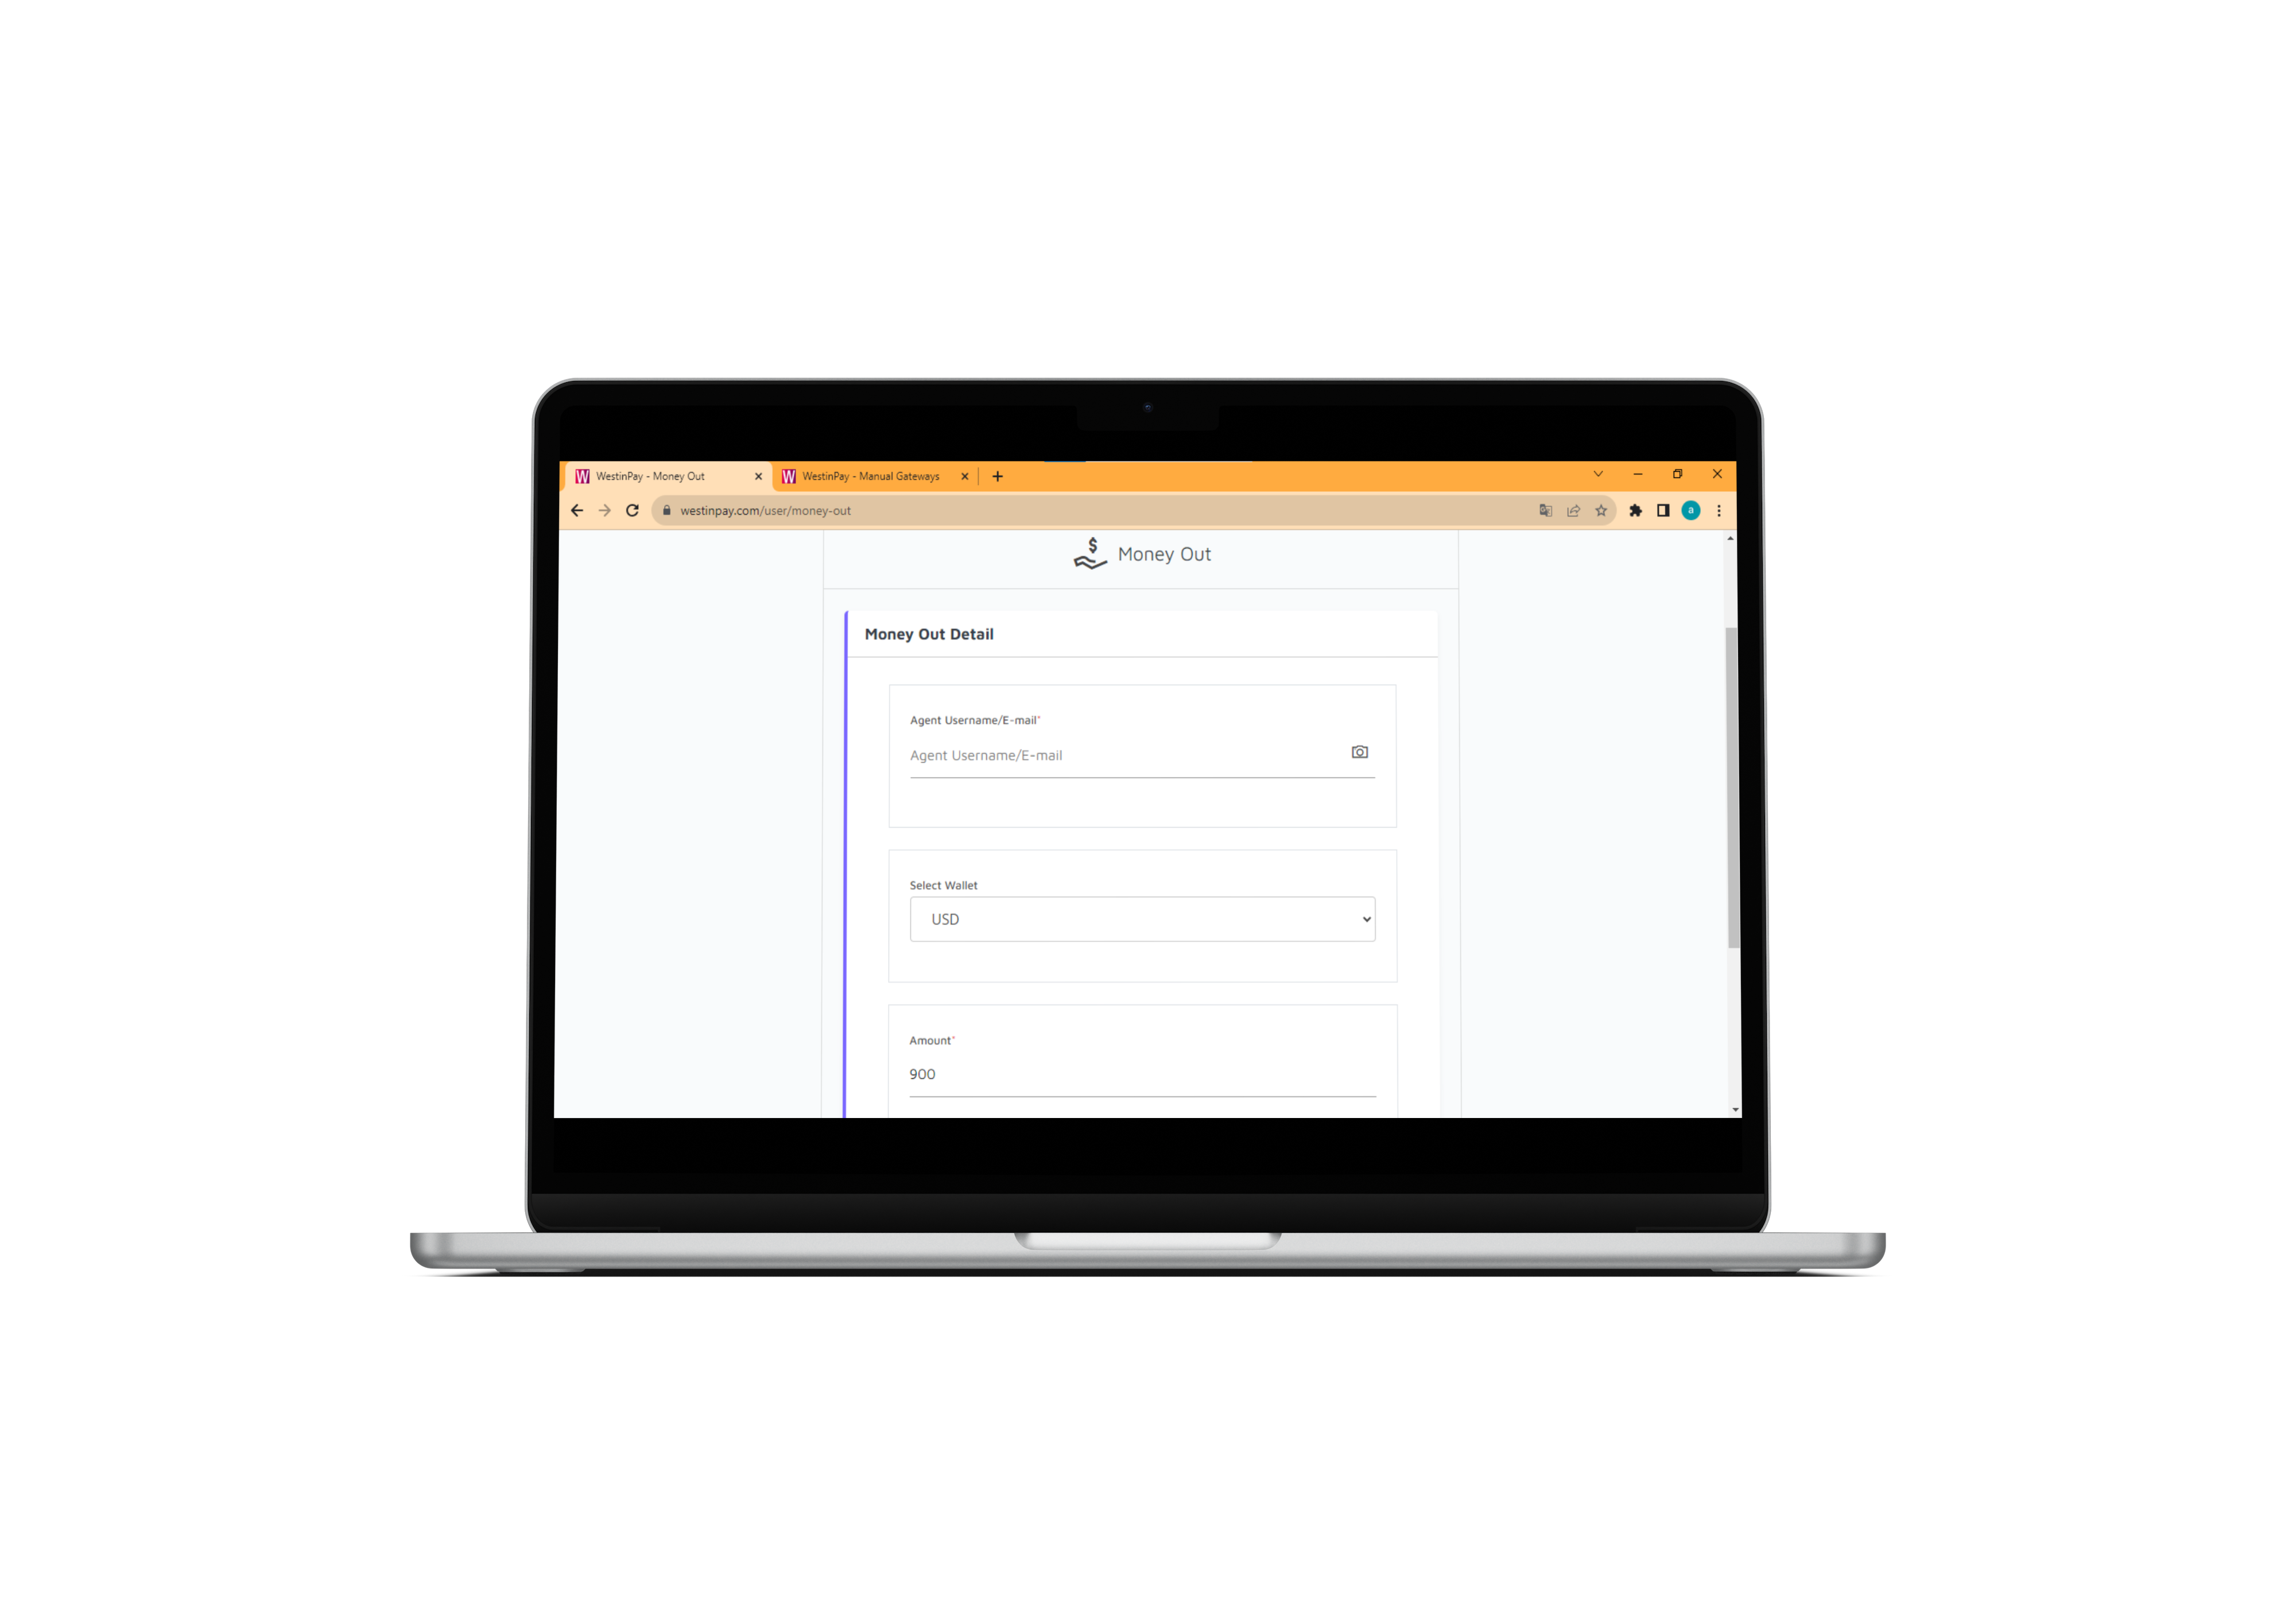 WestinPay - Money Out
WestinPay - Manual Gateways
westinpay.com/user/money-out
a
$ Money Out
Money Out Detail
Agent Username/E-mail*
Agent Username/E-mail
Select Wallet
USD
Amount*
900